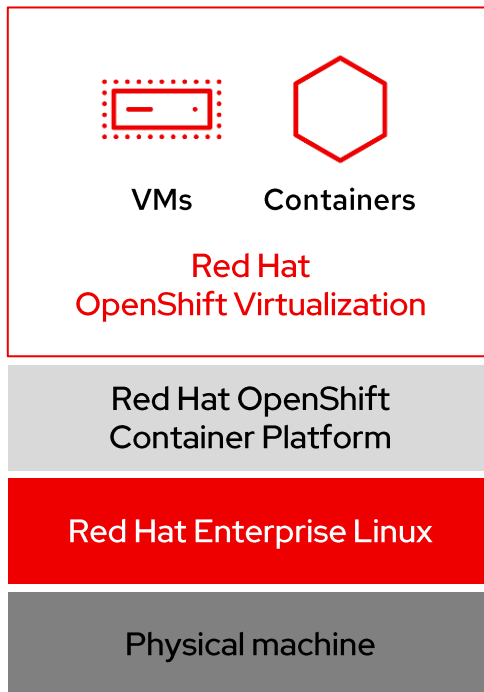 VMs Containers
Red Hat
OpenShift Virtualization
Red Hat OpenShift
Container Platform
Red Hat Enterprise Linux
Physical machine